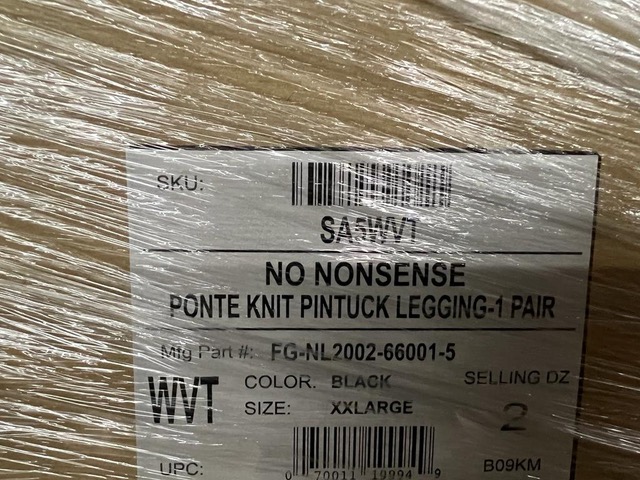 SKU:
SA5WVT
NO NONSENSE
PONTE KNIT PINTUCK LEGGING-1 PAIR
Mfg Part #: FG-NL2002-66001-5
WVT COLOR. BLACK SELLING DZ
SIZE: XXLARGE 2
UPC: 0 70011 19994 9 B09KM